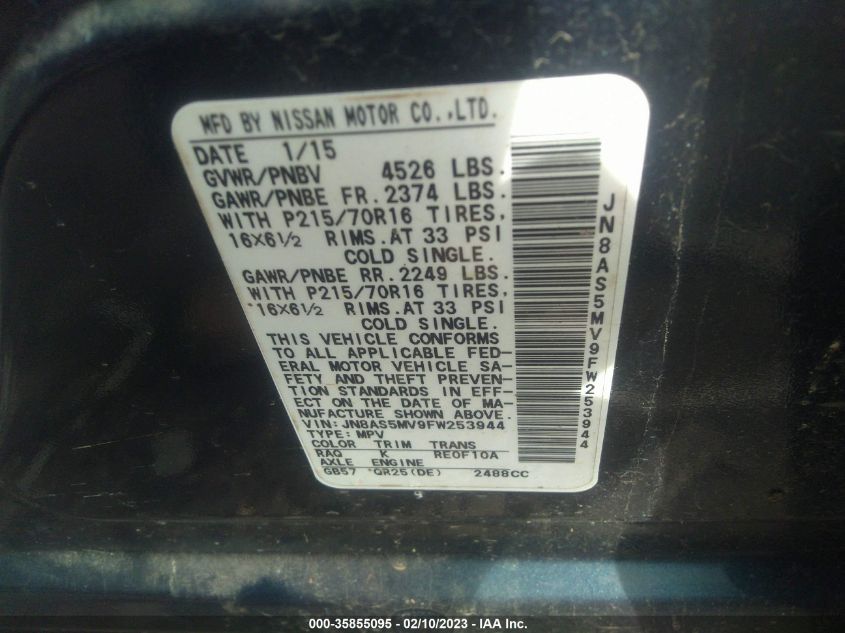 MFD BY NISSAN MOTOR CO.,LTD.
DATE 1/15
GVWR/PNBV 4526 LBS.
GAWR/PNBE FR.2374 LBS.
WITH P215/70R16 TIRES,
16X6½ RIMS.AT 33 PSI
COLD SINGLE.
GAWR/PNBE RR.2249 LBS.
WITH P215/70R16 TIRES,
16X6½ RIMS.AT 33 PSI
COLD SINGLE.
THIS VEHICLE CONFORMS
TO ALL APPLICABLE FED-
ERAL MOTOR VEHICLE SA-
FETY AND THEFT PREVEN-
TION STANDARDS IN EFF-
ECT ON THE DATE OF MA-
NUFACTURE SHOWN ABOVE.
VIN:JN8AS5MV9FW253944
TYPE:MPV
COLOR TRIM TRANS
RAQ K RE0F10A
AXLE ENGINE
GB57 QR25(DE) 2488CC
JN8AS5MV9FW253944
000-35855095 - 02/10/2023 - IAA Inc.